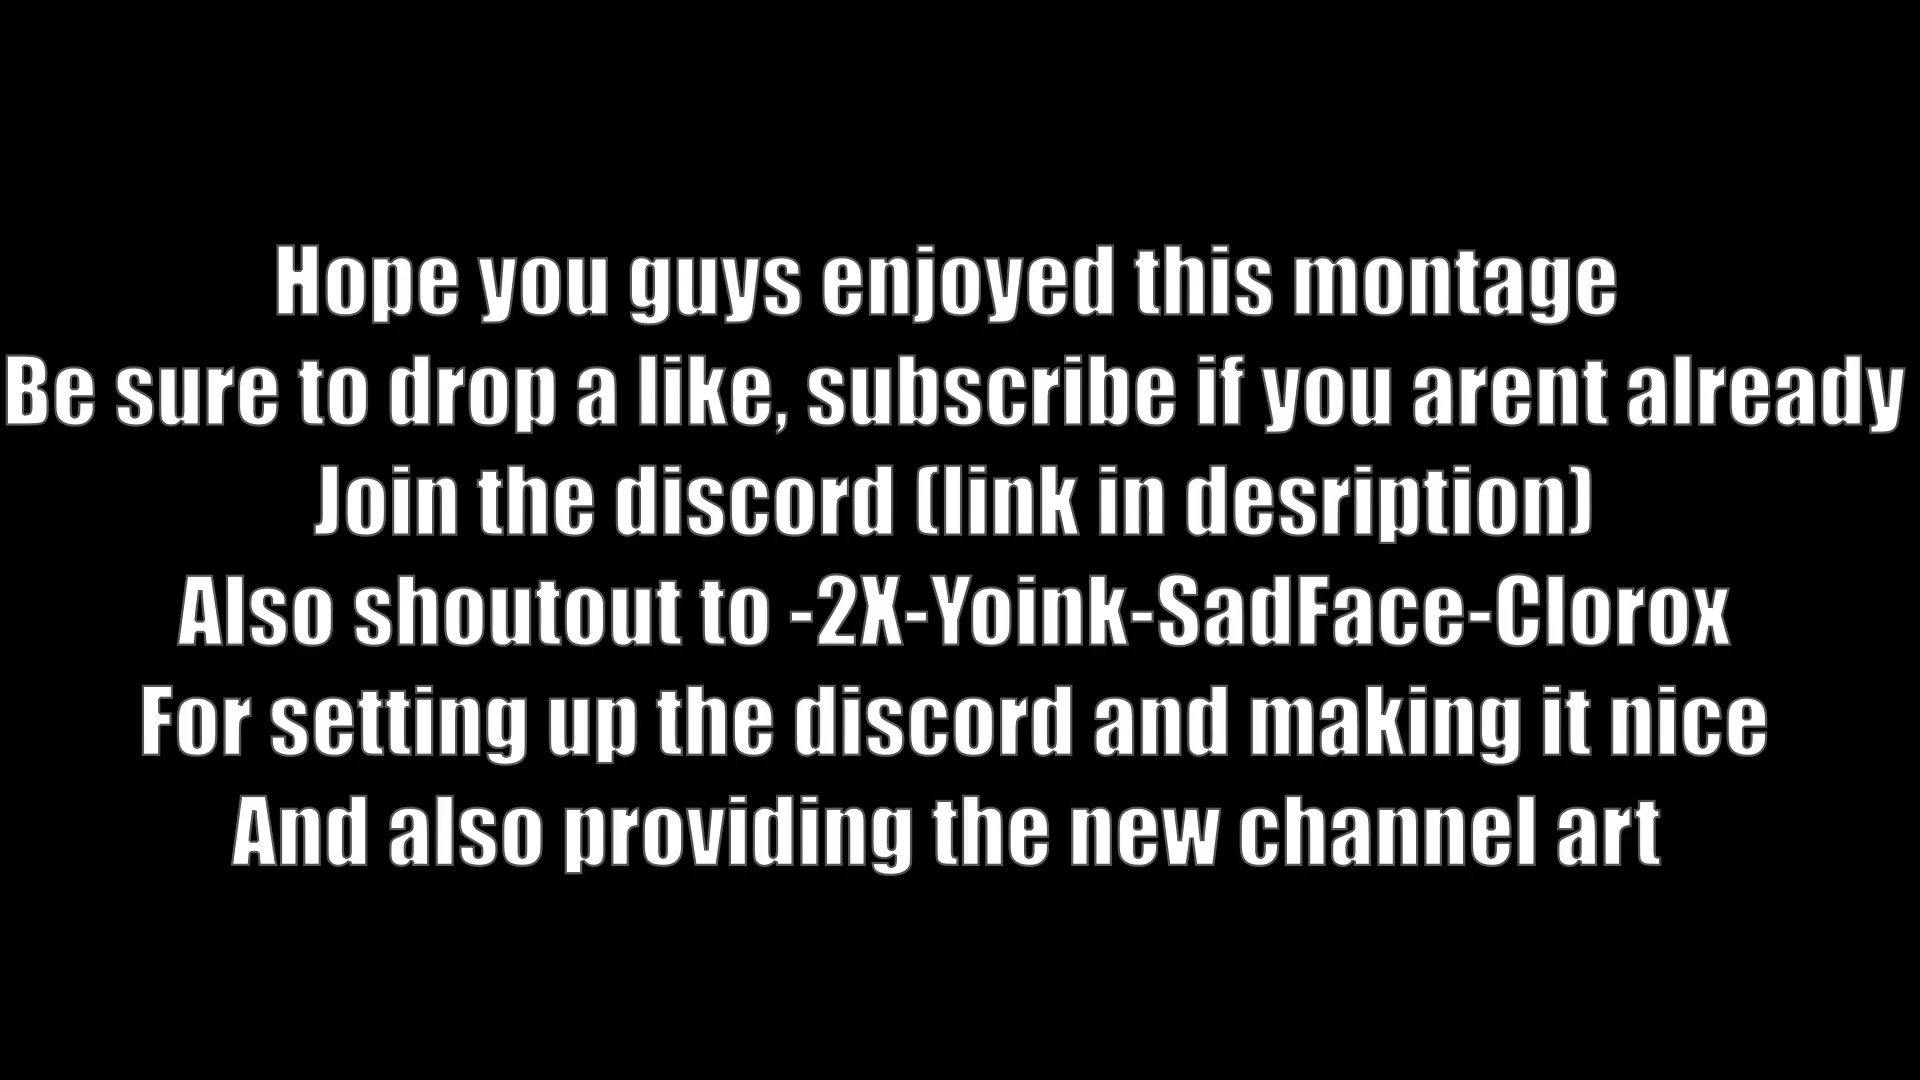 Hope you guys enjoyed this montage
Be sure to drop a like, subscribe if you arent already
Join the discord (link in desription)
Also shoutout to -2X-Yoink-SadFace-Clorox
For setting up the discord and making it nice
And also providing the new channel art